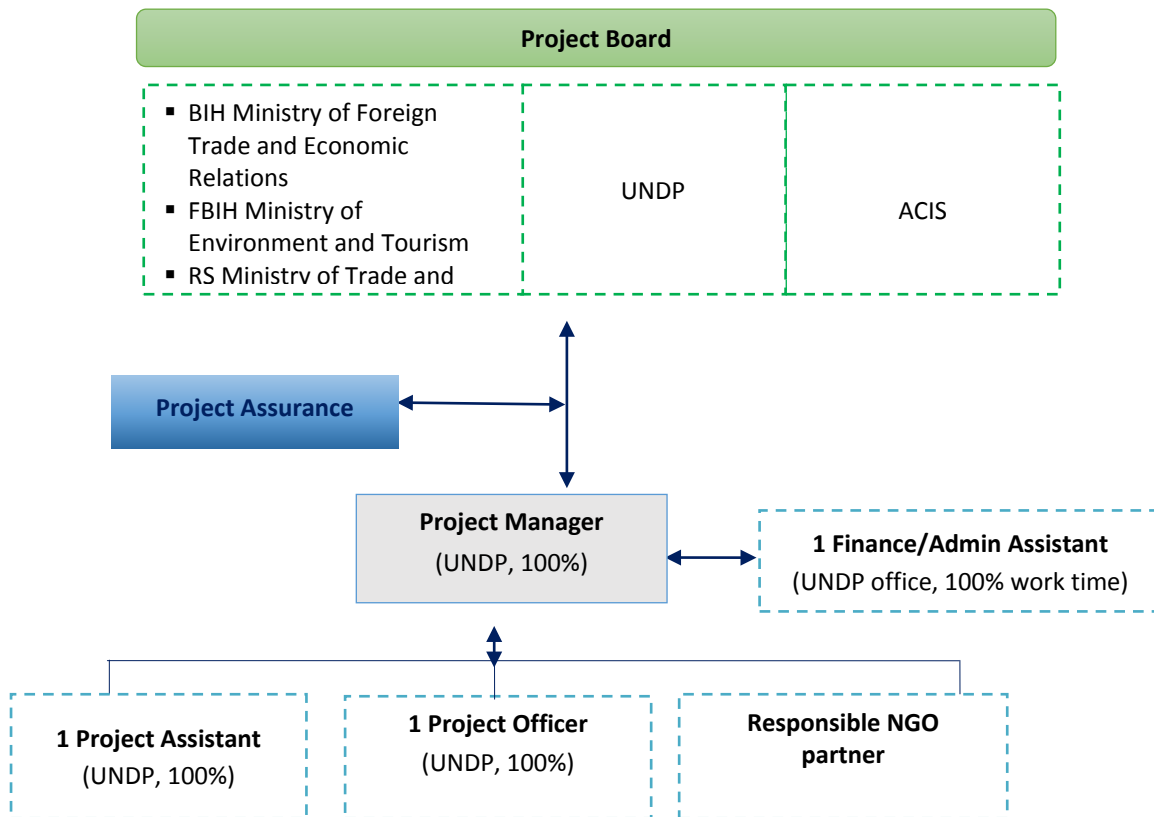 Project Board
▪ BIH Ministry of Foreign
Trade and Economic
Relations
▪ FBIH Ministry of
Environment and Tourism
▪ RS Ministry of Trade and
UNDP
ACIS
Project Assurance
Project Manager
(UNDP, 100%)
1 Finance/Admin Assistant
(UNDP office, 100% work time)
1 Project Assistant
(UNDP, 100%)
1 Project Officer
(UNDP, 100%)
Responsible NGO
partner